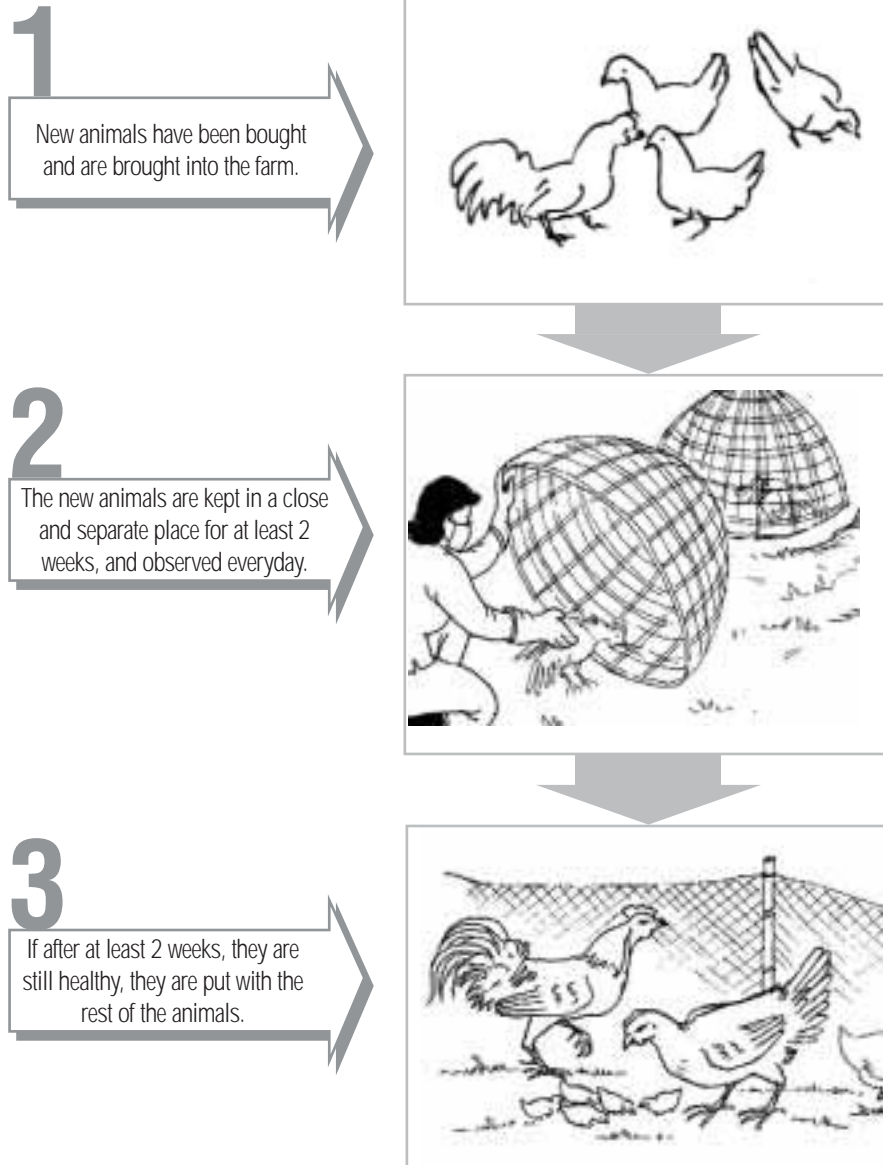 1
New animals have been bought
and are brought into the farm.
2
The new animals are kept in a close
and separate place for at least 2
weeks, and observed everyday.
3
If after at least 2 weeks, they are
still healthy, they are put with the
rest of the animals.